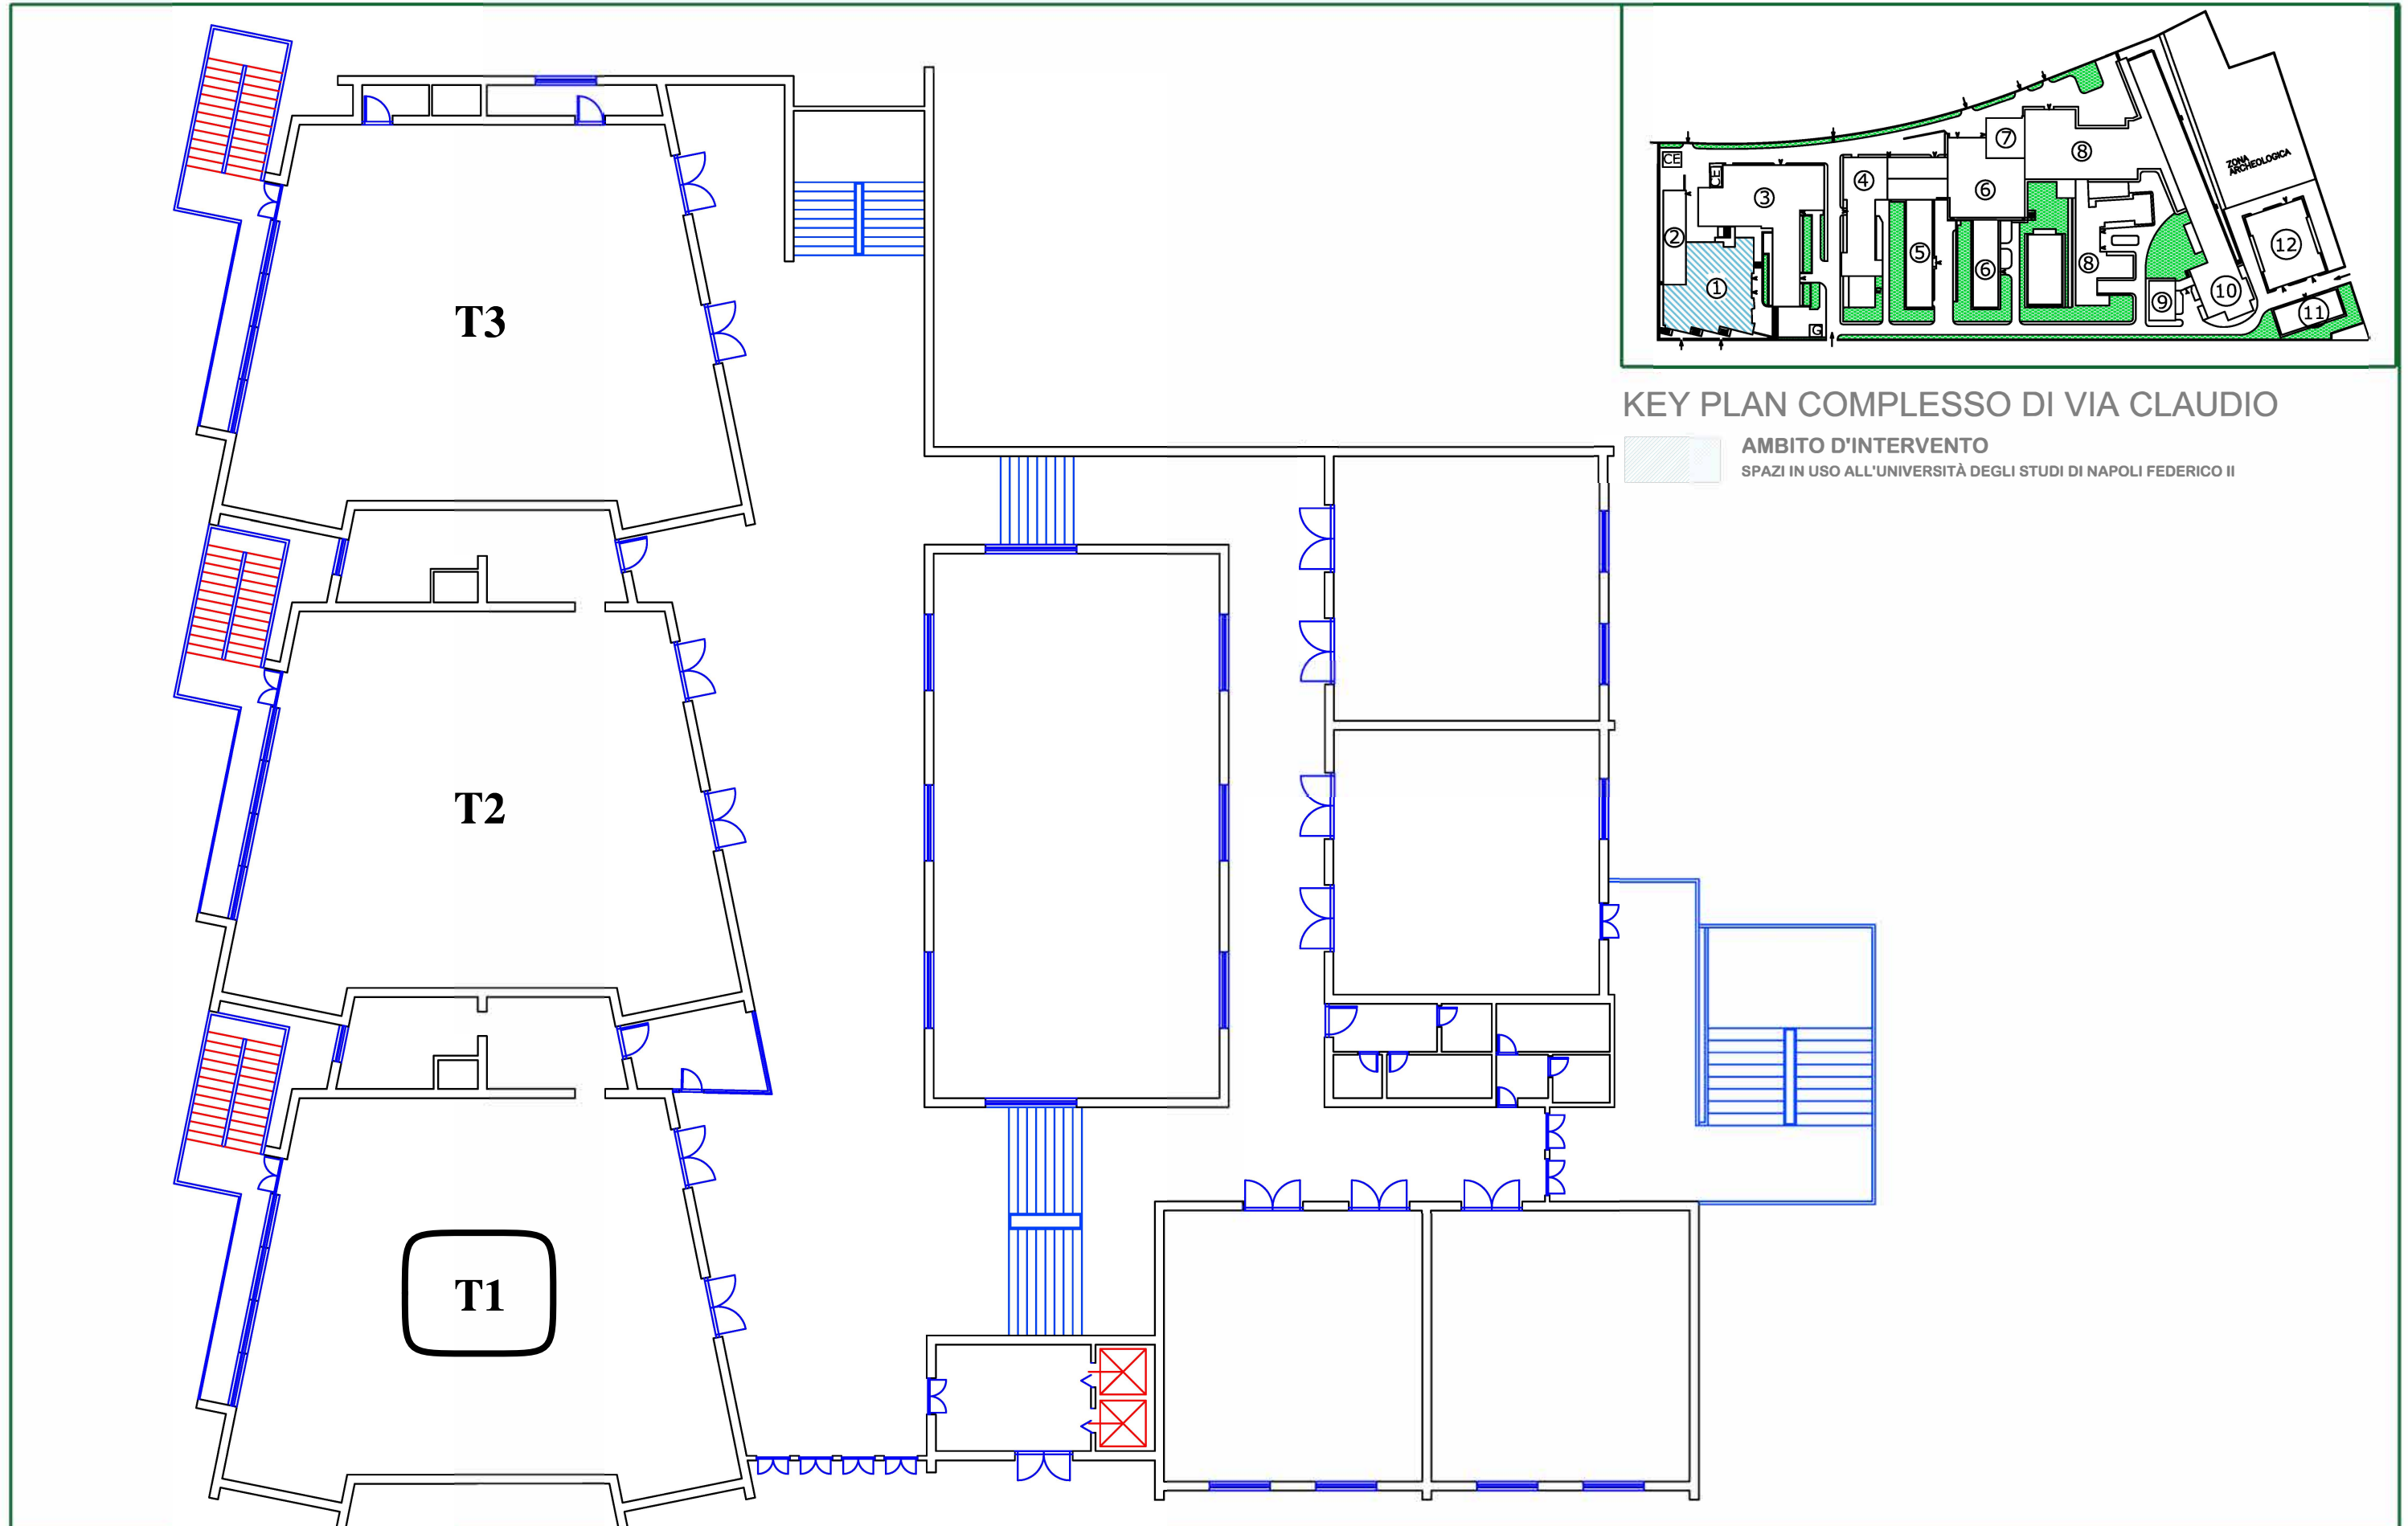 T3
T2
T1
CE
CE
1
2
3
4
5
6
6
7
8
8
9
10
11
12
G
ZONA
ARCHEOLOGICA
KEY PLAN COMPLESSO DI VIA CLAUDIO
AMBITO D'INTERVENTO
SPAZI IN USO ALL'UNIVERSITÀ DEGLI STUDI DI NAPOLI FEDERICO II